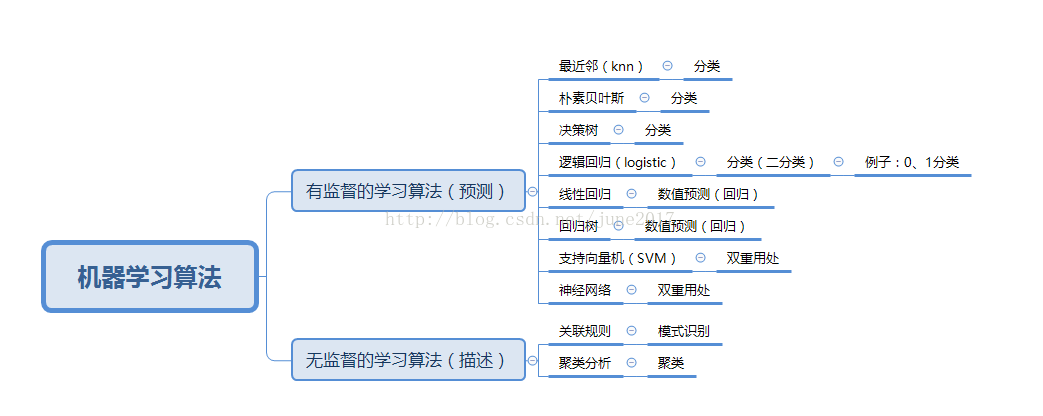 最近邻（knn） 分类
朴素贝叶斯 分类
决策树 分类
逻辑回归（logistic） 分类（二分类） 例子：0、1分类
有监督的学习算法（预测）
线性回归 数值预测（回归）
http://blog.csdn.net/june2017
回归树 数值预测（回归）
支持向量机（SVM） 双重用处
机器学习算法
神经网络 双重用处
关联规则 模式识别
无监督的学习算法（描述）
聚类分析 聚类